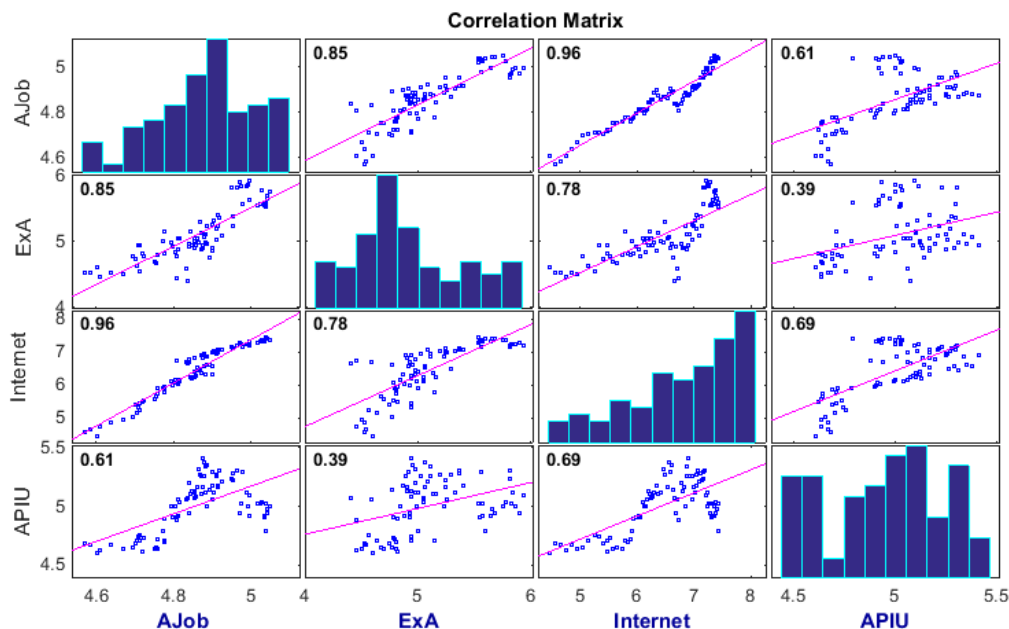 Correlation Matrix
0.85 0.96 0.61
AJob
5
4.8
4.6
0.85 0.78 0.39
ExA
6
5
4
0.96 0.78 0.69
Internet
8
7
6
5
0.61 0.39 0.69
APIU
5.5
5
4.5
4.6 4.8 5 4 5 6 5 6 7 8 4.5 5 5.5
AJob ExA Internet APIU